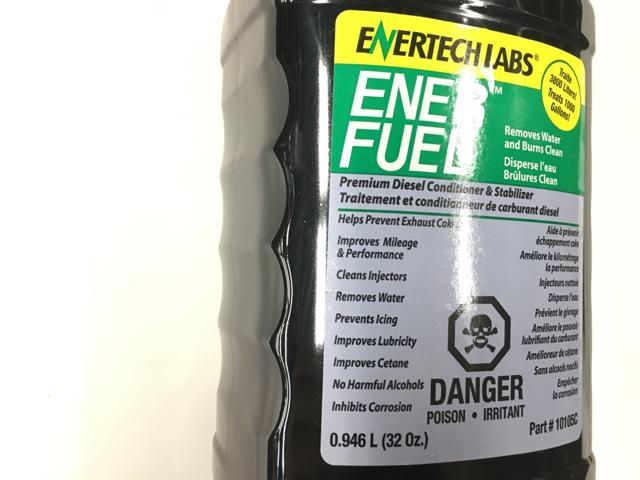 ENERTECH LABS®
Traite
3800 Liters!
Treats 1000
Gallons!
ENER™
FUEL
Removes Water
and Burns Clean
Disperse l'eau
Brûlures Clean
Premium Diesel Conditioner & Stabilizer
Traitement et conditionneur de carburant diesel
Helps Prevent Exhaust
Improves Mileage
& Performance
Cleans Injectors
Removes Water
Prevents Icing
Improves Lubricity
Improves Cetane
No Harmful Alcohols
Inhibits Corrosion
Aide à prévenir
échappement coke
Améliore le kilométrage
la performance
Injecteurs nettoie
Disperse l'eau
Prévient le givrage
Améliore le pouvoir
lubrifiant du carburant
Amélioreur de cétane
Sans alcools nocifs
Empêcher
la corrosion
DANGER
POISON • IRRITANT
0.946 L (32 Oz.)
Part # 10105C